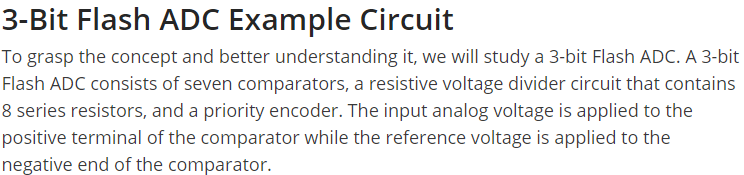 3-Bit Flash ADC Example Circuit
To grasp the concept and better understanding it, we will study a 3-bit Flash ADC. A 3-bit
Flash ADC consists of seven comparators, a resistive voltage divider circuit that contains
8 series resistors, and a priority encoder. The input analog voltage is applied to the
positive terminal of the comparator while the reference voltage is applied to the
negative end of the comparator.